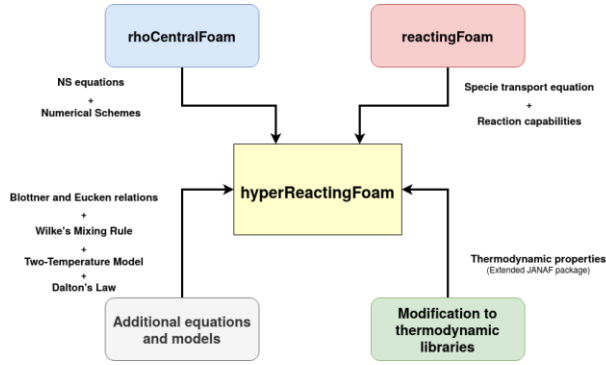 rhoCentralFoam
reactingFoam
NS equations
+
Numerical Schemes
Specie transport equation
+
Reaction capabilities
hyperReactingFoam
Blottner and Eucken relations
+
Wilke's Mixing Rule
+
Two-Temperature Model
+
Dalton's Law
Thermodynamic properties
(Extended JANAF package)
Additional equations
and models
Modification to
thermodynamic
libraries